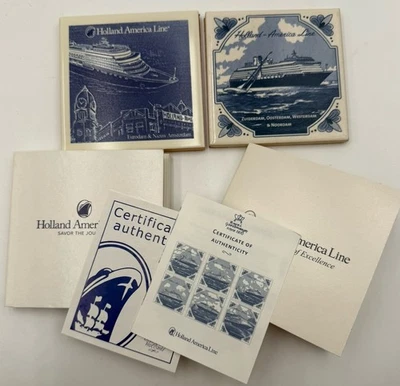 Holland America Line®
Eurodam & Nieuw Amsterdam
Holland - America Line
ZUIDERDAM, OOSTERDAM, WESTERDAM
& NOORDAM
Holland Amer
SAVOR THE JOU
Certifica
authent
CERTIFICATE OF
AUTHENTICITY
Holland America Line
America Line
of Excellence